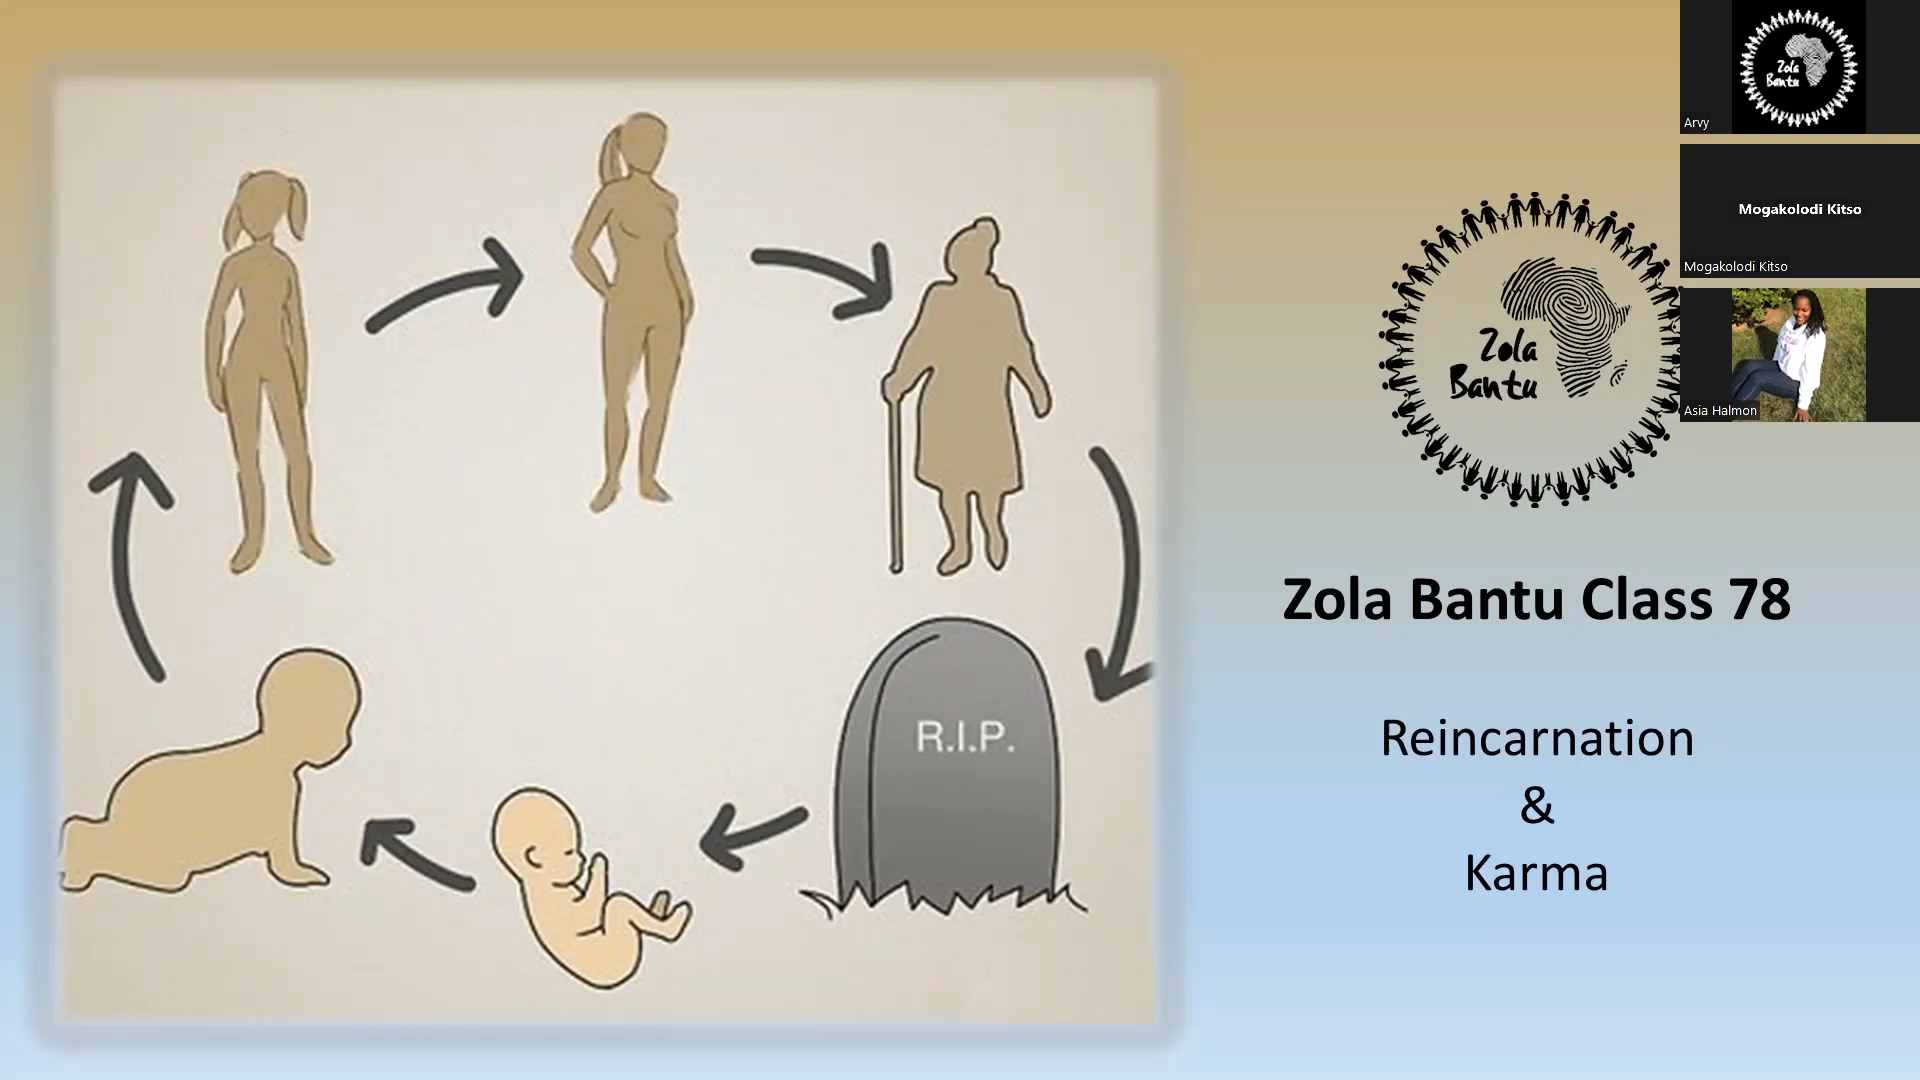 R.I.P.
Zola
Bantu
Zola Bantu Class 78
Reincarnation
&
Karma
Zola
Bantu
Arvy
Mogakolodi Kitso
Mogakolodi Kitso
Asia Halmon